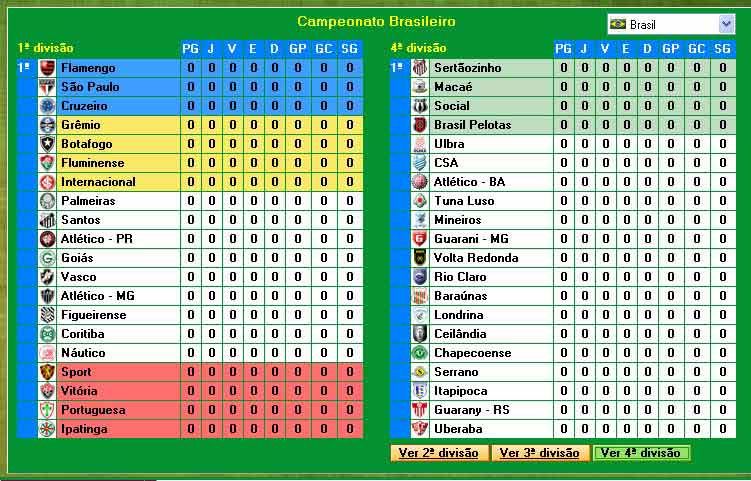 Campeonato Brasileiro
Brasil
1ª divisão PG J V E D GP GC SG
1º Flamengo 0 0 0 0 0 0 0 0
São Paulo 0 0 0 0 0 0 0 0
Cruzeiro 0 0 0 0 0 0 0 0
Grêmio 0 0 0 0 0 0 0 0
Botafogo 0 0 0 0 0 0 0 0
Fluminense 0 0 0 0 0 0 0 0
Internacional 0 0 0 0 0 0 0 0
Palmeiras 0 0 0 0 0 0 0 0
Santos 0 0 0 0 0 0 0 0
Atlético - PR 0 0 0 0 0 0 0 0
Goiás 0 0 0 0 0 0 0 0
Vasco 0 0 0 0 0 0 0 0
Atlético - MG 0 0 0 0 0 0 0 0
Figueirense 0 0 0 0 0 0 0 0
Coritiba 0 0 0 0 0 0 0 0
Náutico 0 0 0 0 0 0 0 0
Sport 0 0 0 0 0 0 0 0
Vitória 0 0 0 0 0 0 0 0
Portuguesa 0 0 0 0 0 0 0 0
Ipatinga 0 0 0 0 0 0 0 0
4ª divisão PG J V E D GP GC SG
1º Sertãozinho 0 0 0 0 0 0 0 0
Macaé 0 0 0 0 0 0 0 0
Social 0 0 0 0 0 0 0 0
Brasil Pelotas 0 0 0 0 0 0 0 0
Ulbra 0 0 0 0 0 0 0 0
CSA 0 0 0 0 0 0 0 0
Atlético - BA 0 0 0 0 0 0 0 0
Tuna Luso 0 0 0 0 0 0 0 0
Mineiros 0 0 0 0 0 0 0 0
Guarani - MG 0 0 0 0 0 0 0 0
Volta Redonda 0 0 0 0 0 0 0 0
Rio Claro 0 0 0 0 0 0 0 0
Baraúnas 0 0 0 0 0 0 0 0
Londrina 0 0 0 0 0 0 0 0
Ceilândia 0 0 0 0 0 0 0 0
Chapecoense 0 0 0 0 0 0 0 0
Serrano 0 0 0 0 0 0 0 0
Itapipoca 0 0 0 0 0 0 0 0
Guarany - RS 0 0 0 0 0 0 0 0
Uberaba 0 0 0 0 0 0 0 0
Ver 2ª divisão Ver 3ª divisão Ver 4ª divisão